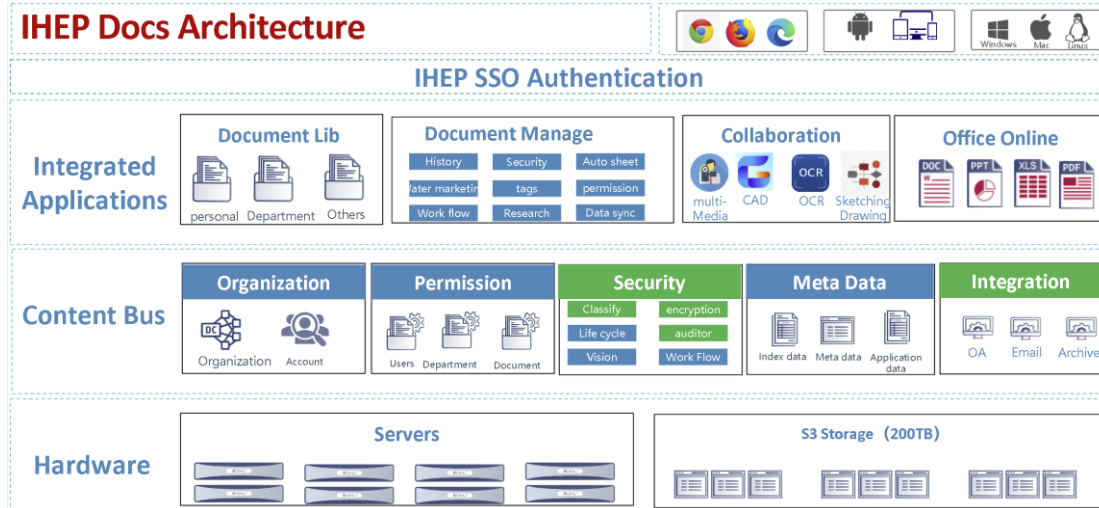 IHEP Docs Architecture
Windows
Mac
Linux
IHEP SSO Authentication
Integrated
Applications
Document Lib
personal
Department
Others
Document Manage
History
Security
Auto sheet
Water marketing
tags
permission
Work flow
Research
Data sync
Collaboration
multi-
Media
CAD
OCR
OCR
Sketching
Drawing
Office Online
DOC
W
PPT
XLS
PDF
Content Bus
Organization
DC
Organization
Account
Permission
Users
Department
Document
Security
Classify
encryption
Life cycle
auditor
Vision
Work Flow
Meta Data
Index data
Meta data
Application
data
Integration
OA
Email
Archive
Hardware
Servers
S3 Storage（200TB）